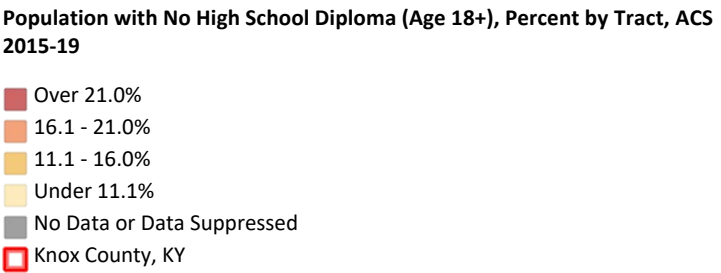 Population with No High School Diploma (Age 18+), Percent by Tract, ACS
2015-19
Over 21.0%
16.1 - 21.0%
11.1 - 16.0%
Under 11.1%
No Data or Data Suppressed
Knox County, KY